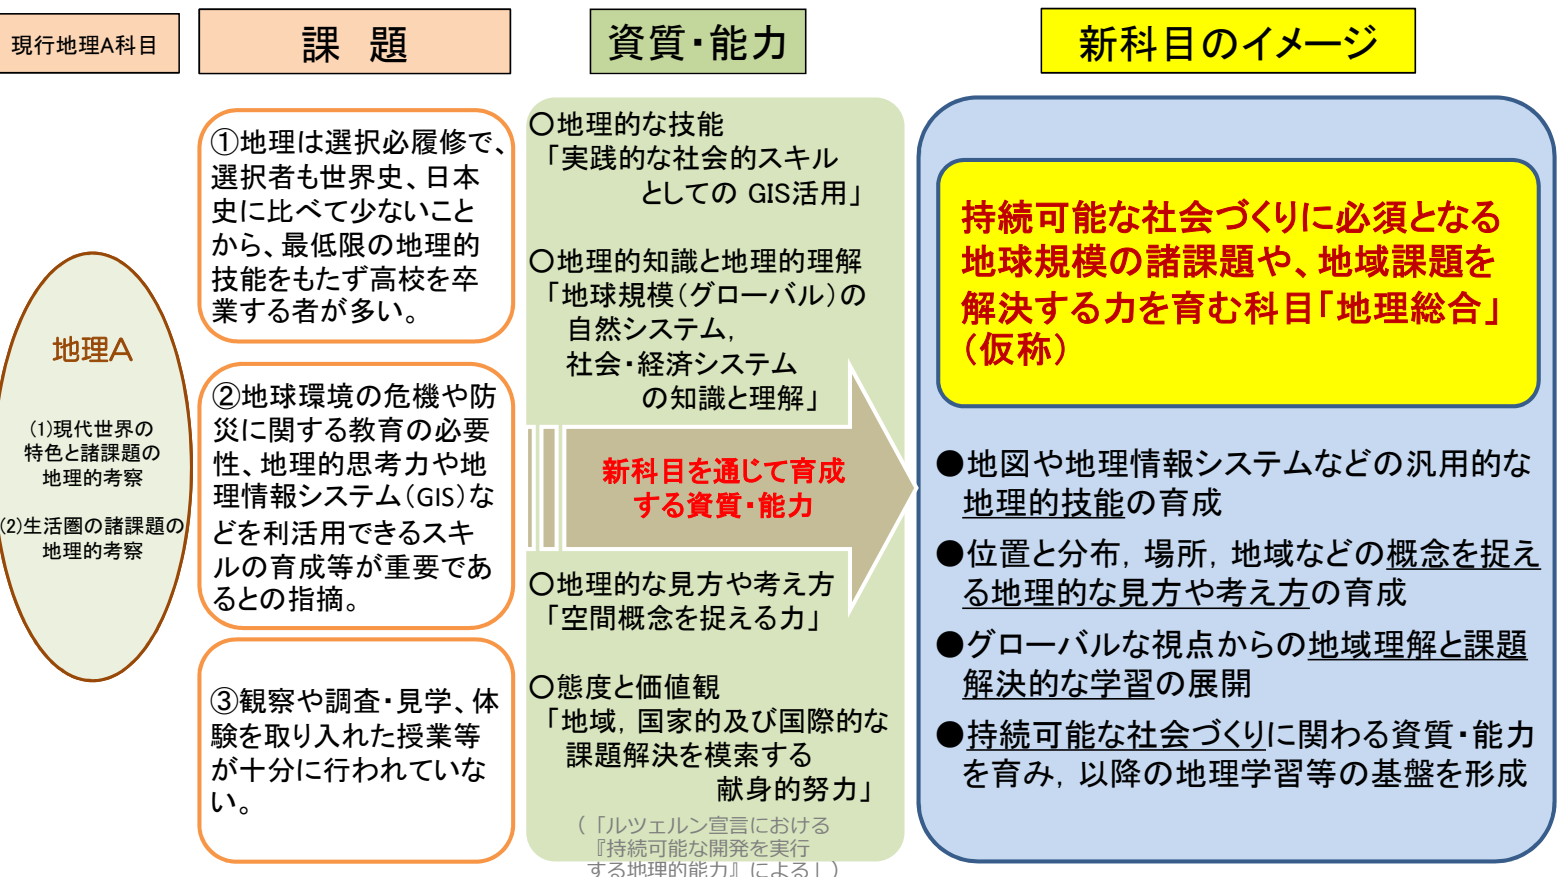 現行地理A科目
課 題
資質・能力
新科目のイメージ
地理A
(1)現代世界の
特色と諸課題の
地理的考察
(2)生活圏の諸課題の
地理的考察
①地理は選択必履修で、
選択者も世界史、日本
史に比べて少ないこと
から、最低限の地理的
技能をもたず高校を卒
業する者が多い。
②地球環境の危機や防
災に関する教育の必要
性、地理的思考力や地
理情報システム(GIS)な
どを利活用できるスキ
ルの育成等が重要であ
るとの指摘。
③観察や調査・見学、体
験を取り入れた授業等
が十分に行われていな
い。
〇地理的な技能
「実践的な社会的スキル
としての GIS活用」
〇地理的知識と地理的理解
「地球規模(グローバル)の
自然システム,
社会・経済システム
の知識と理解」
新科目を通じて育成
する資質・能力
〇地理的な見方や考え方
「空間概念を捉える力」
〇態度と価値観
「地域,国家的及び国際的な
課題解決を模索する
献身的努力」
(「ルツェルン宣言における
『持続可能な開発を実行
する地理的能力』による」)
持続可能な社会づくりに必須となる
地球規模の諸課題や、地域課題を
解決する力を育む科目「地理総合」
(仮称)
●地図や地理情報システムなどの汎用的な
地理的技能の育成
●位置と分布,場所,地域などの概念を捉え
る地理的な見方や考え方の育成
●グローバルな視点からの地域理解と課題
解決的な学習の展開
●持続可能な社会づくりに関わる資質・能力
を育み,以降の地理学習等の基盤を形成